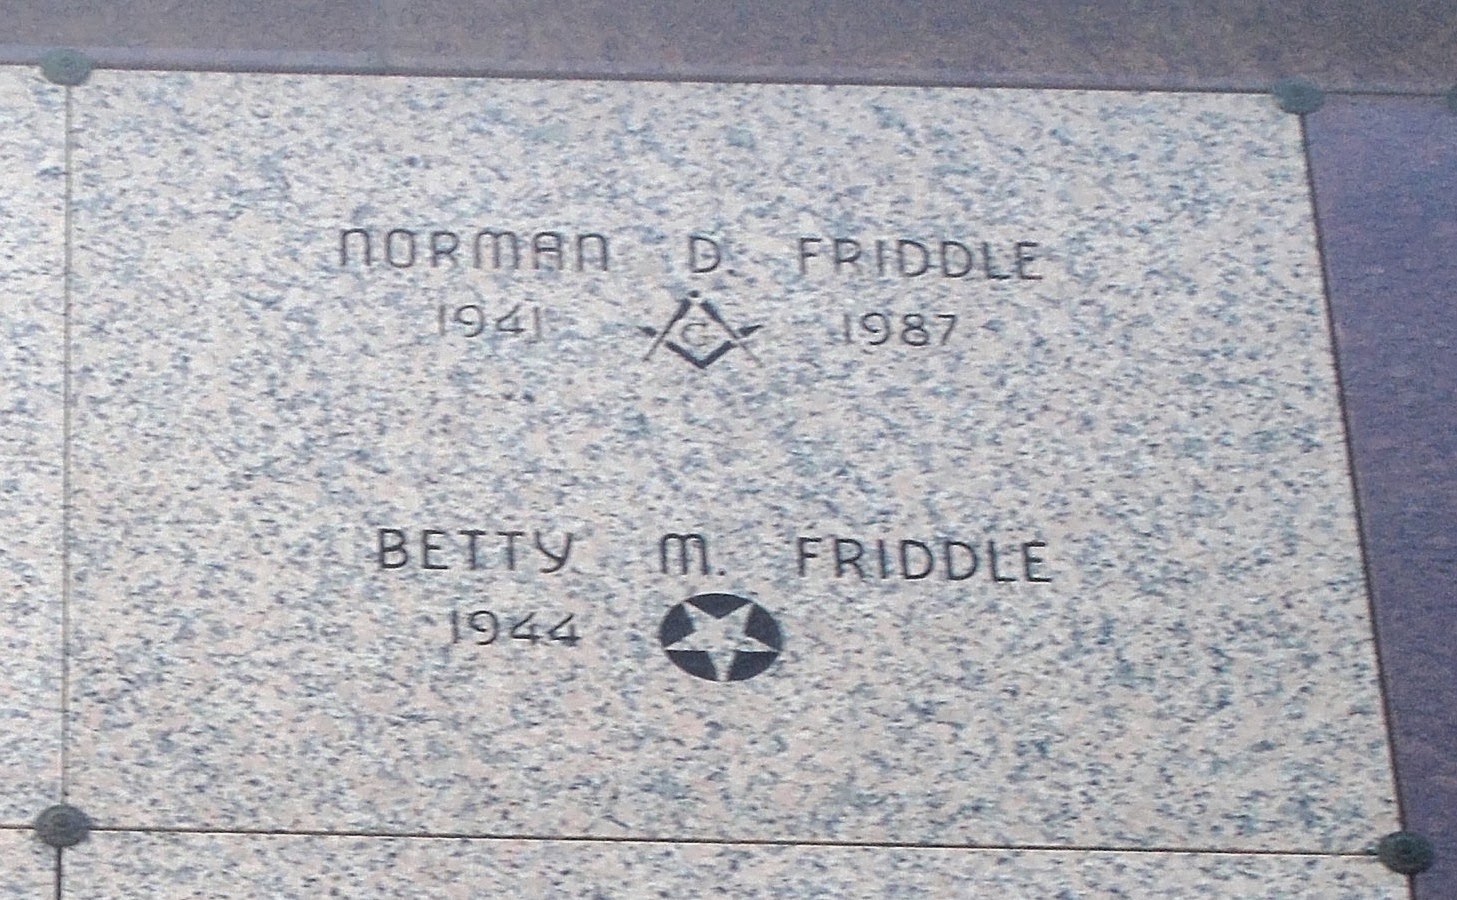 NORMAN D. FRIDDLE
1941 G 1987
BETTY M. FRIDDLE
1944